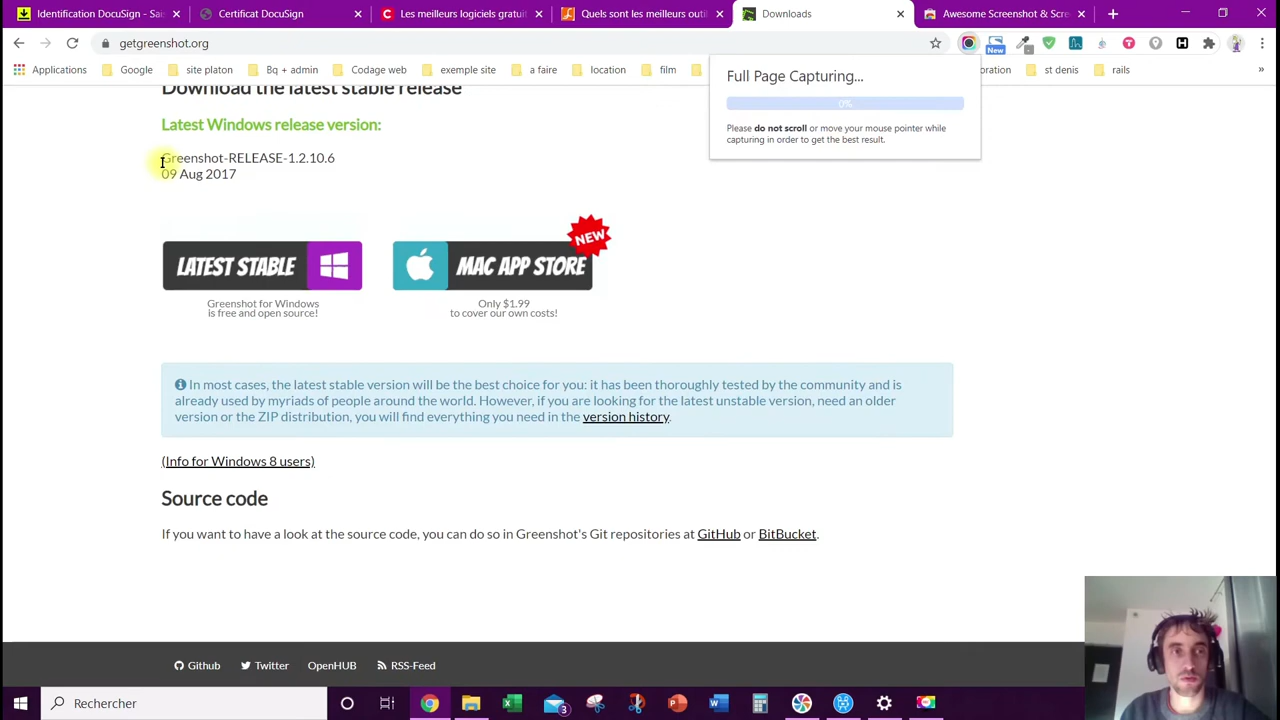 Identification DocuSign - Sai
Certificat DocuSign
Les meilleurs logiciels gratuit
Quels sont les meilleurs outi
Downloads
Awesome Screenshot & Scre
getgreenshot.org
New
Applications
Google
site platon
Bq + admin
Codage web
exemple site
a faire
location
film
oration
st denis
rails
»
Full Page Capturing...
0%
Please do not scroll or move your mouse pointer while
capturing in order to get the best result.
Download the latest stable release
Latest Windows release version:
Greenshot-RELEASE-1.2.10.6
09 Aug 2017
LATEST STABLE
MAC APP STORE
NEW
Greenshot for Windows
is free and open source!
Only $1.99
to cover our own costs!
In most cases, the latest stable version will be the best choice for you: it has been thoroughly tested by the community and is
already used by myriads of people around the world. However, if you are looking for the latest unstable version, need an older
version or the ZIP distribution, you will find everything you need in the version history.
(Info for Windows 8 users)
Source code
If you want to have a look at the source code, you can do so in Greenshot's Git repositories at GitHub or BitBucket.
Github
Twitter
OpenHUB
RSS-Feed
Rechercher
3